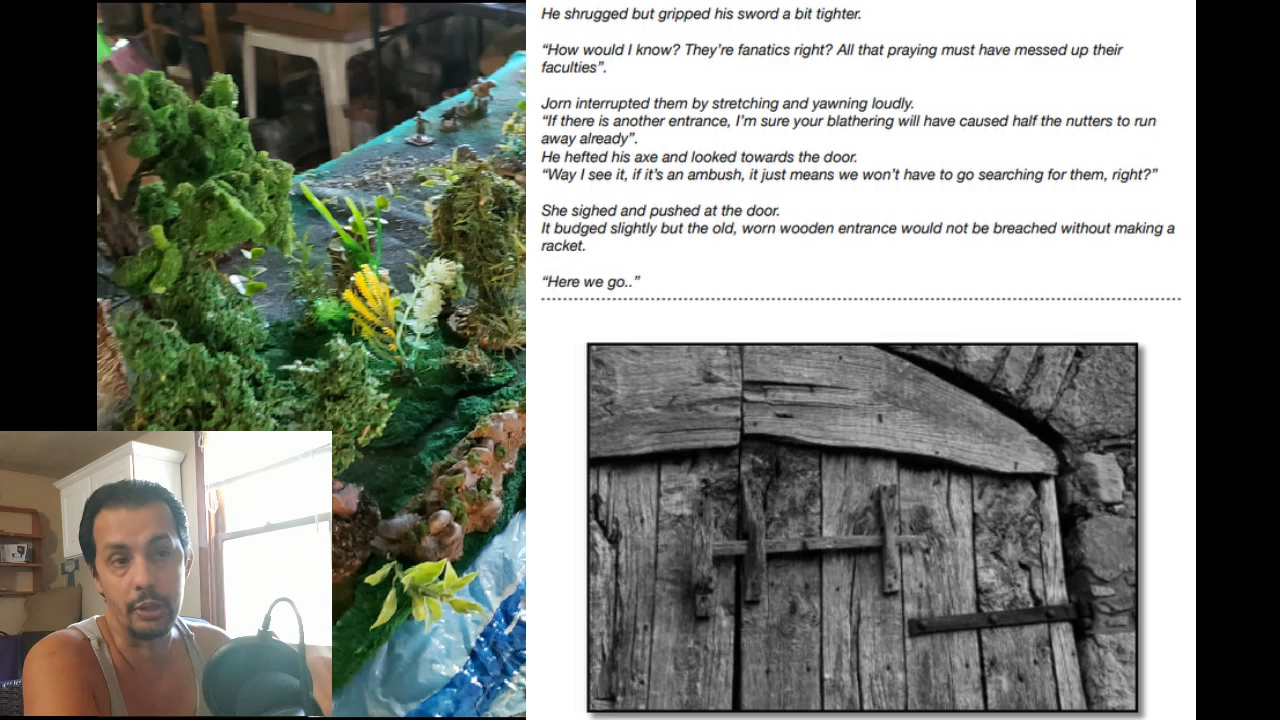 He shrugged but gripped his sword a bit tighter.
“How would I know? They’re fanatics right? All that praying must have messed up their
faculties”.
Jorn interrupted them by stretching and yawning loudly.
“If there is another entrance, I’m sure your blathering will have caused half the nutters to run
away already”.
He hefted his axe and looked towards the door.
“Way I see it, if it’s an ambush, it just means we won’t have to go searching for them, right?”
She sighed and pushed at the door.
It budged slightly but the old, worn wooden entrance would not be breached without making a
racket.
“Here we go..”